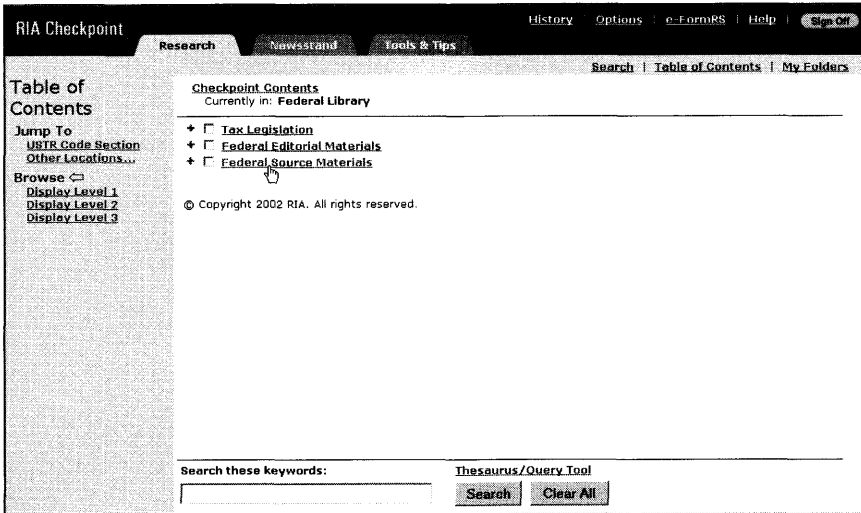 RIA Checkpoint
History | Options | e-FormRS | Help | Sign Off
Research Newsstand Tools & Tips
Search | Table of Contents | My Folders
Table of
Contents
Jump To
USTR Code Section
Other Locations...
Browse
Display Level 1
Display Level 2
Display Level 3
Checkpoint Contents
Currently in: Federal Library
+ Tax Legislation
+ Federal Editorial Materials
+ Federal Source Materials
© Copyright 2002 RIA. All rights reserved.
Search these keywords:
Thesaurus/Query Tool
Search Clear All